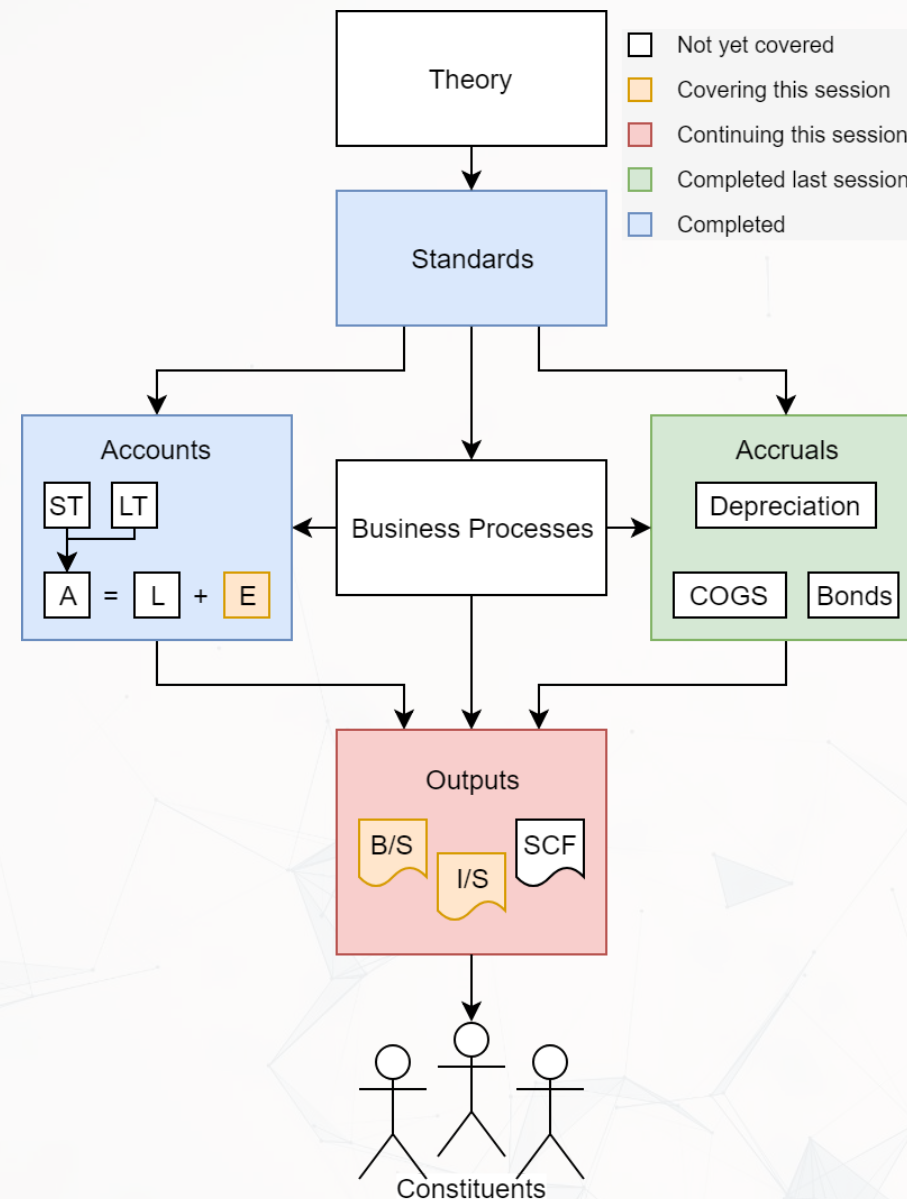 Theory
Not yet covered
Covering this session
Continuing this session
Completed last session
Completed
Standards
Accounts
ST LT
A = L + E
Business Processes
Accruals
Depreciation
COGS Bonds
Outputs
B/S I/S SCF
Constituents